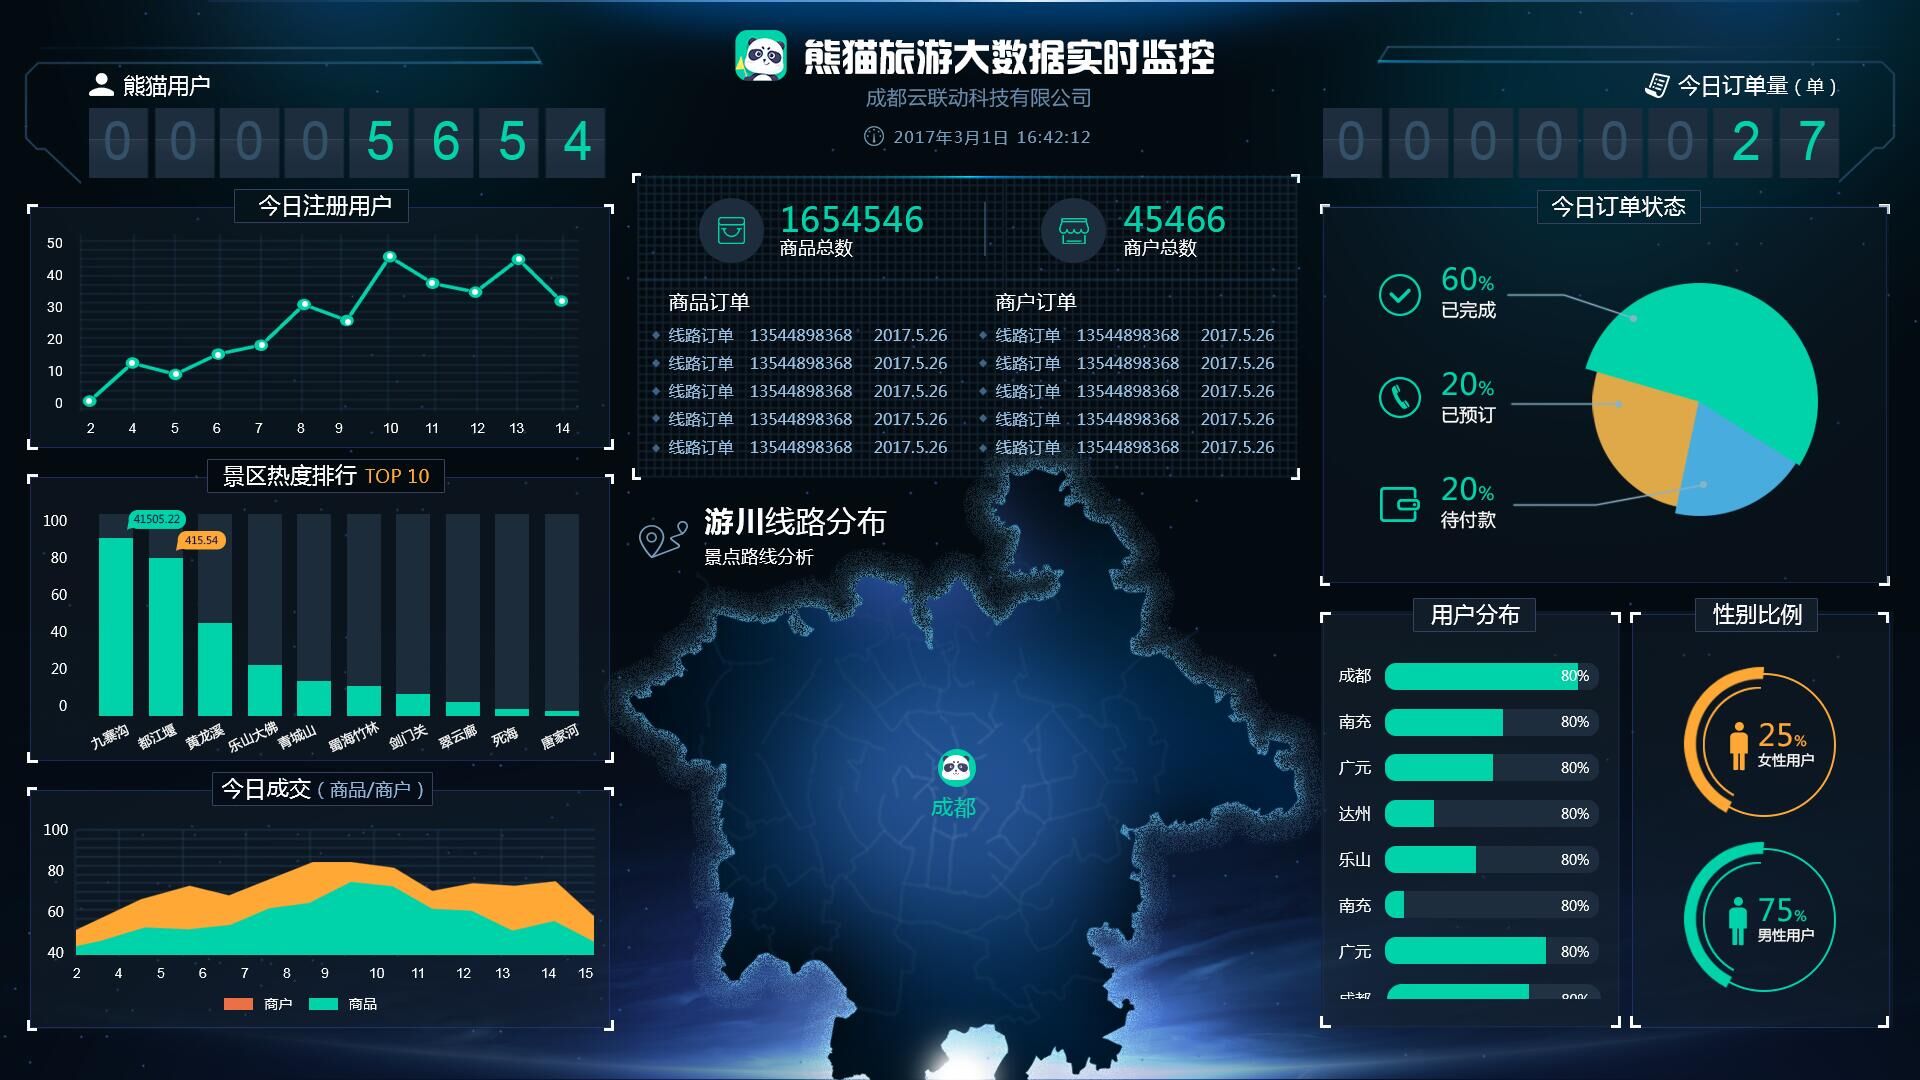 熊猫旅游大数据实时监控
成都云联动科技有限公司
2017年3月1日 16:42:12
熊猫用户
0 0 0 0 5 6 5 4
今日订单量 ( 单 )
0 0 0 0 0 0 2 7
今日注册用户
50
40
30
20
10
0
2 4 5 6 7 8 9 10 11 12 13 14
景区热度排行 TOP 10
41505.22
415.54
100
80
60
40
20
0
九寨沟 都江堰 黄龙溪 乐山大佛 青城山 蜀海竹林 剑门关 翠云廊 死海 唐家河
今日成交 ( 商品/商户 )
100
80
60
40
2 4 5 6 7 8 9 10 11 12 13 14 15
商户 商品
1654546
商品总数
45466
商户总数
商品订单
线路订单 13544898368 2017.5.26
线路订单 13544898368 2017.5.26
线路订单 13544898368 2017.5.26
线路订单 13544898368 2017.5.26
线路订单 13544898368 2017.5.26
商户订单
线路订单 13544898368 2017.5.26
线路订单 13544898368 2017.5.26
线路订单 13544898368 2017.5.26
线路订单 13544898368 2017.5.26
线路订单 13544898368 2017.5.26
游川线路分布
景点路线分析
成都
今日订单状态
60%
已完成
20%
已预订
20%
待付款
用户分布
成都 80%
南充 80%
广元 80%
达州 80%
乐山 80%
南充 80%
广元 80%
成都 80%
性别比例
25%
女性用户
75%
男性用户